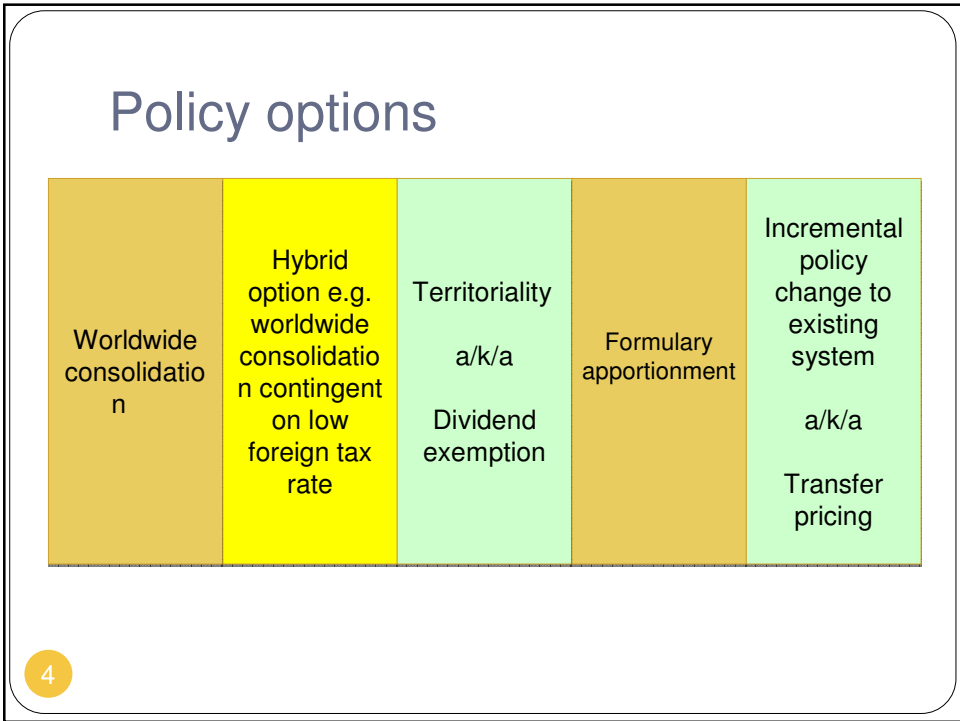 Policy options
Worldwide
consolidatio
n
Hybrid
option e.g.
worldwide
consolidatio
n contingent
on low
foreign tax
rate
Territoriality
a/k/a
Dividend
exemption
Formulary
apportionment
Incremental
policy
change to
existing
system
a/k/a
Transfer
pricing
4